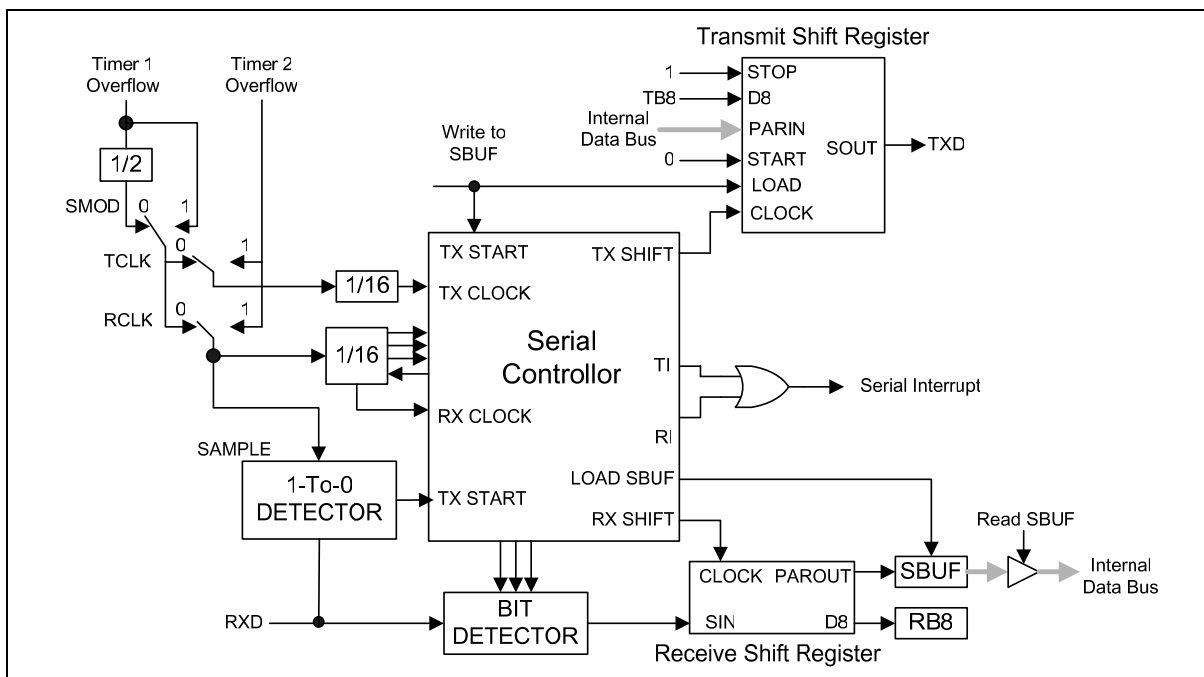 Transmit Shift Register
Timer 1
Overflow
Timer 2
Overflow
1
STOP
TB8
D8
Internal
Data Bus
PARIN
SOUT
TXD
0
START
LOAD
CLOCK
Write to
SBUF
1/2
SMOD
0
1
TCLK
0
1
RCLK
0
1
1/16
1/16
TX START
TX SHIFT
TX CLOCK
Serial
Controllor
TI
Serial Interrupt
RX CLOCK
RI
SAMPLE
1-To-0
DETECTOR
TX START
LOAD SBUF
RX SHIFT
Read SBUF
CLOCK
PAROUT
SBUF
Internal
Data Bus
RXD
BIT
DETECTOR
SIN
D8
RB8
Receive Shift Register